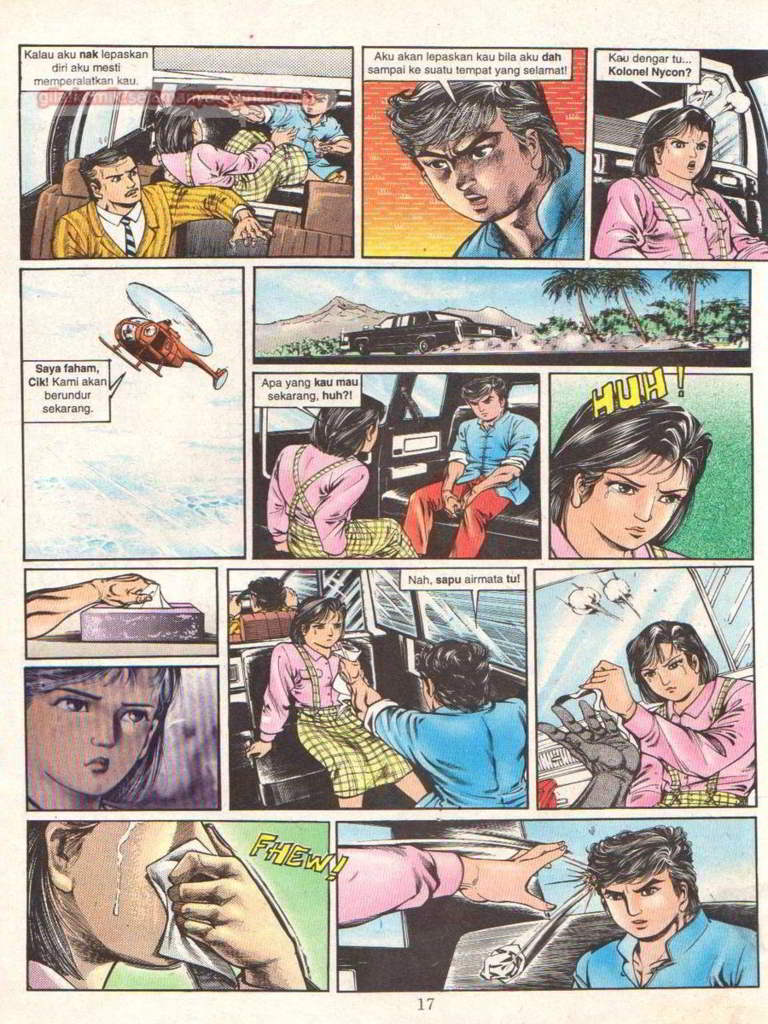 Kalau aku nak lepaskan
diri aku mesti
memperalatkan kau.
Aku akan lepaskan kau bila aku dah
sampai ke suatu tempat yang selamat!
Kau dengar tu...
Kolonel Nycon?
Saya faham,
Cik! Kami akan
berundur
sekarang.
Apa yang kau mau
sekarang, huh?!
HUH!
Nah, sapu airmata tu!
FHEW!
17